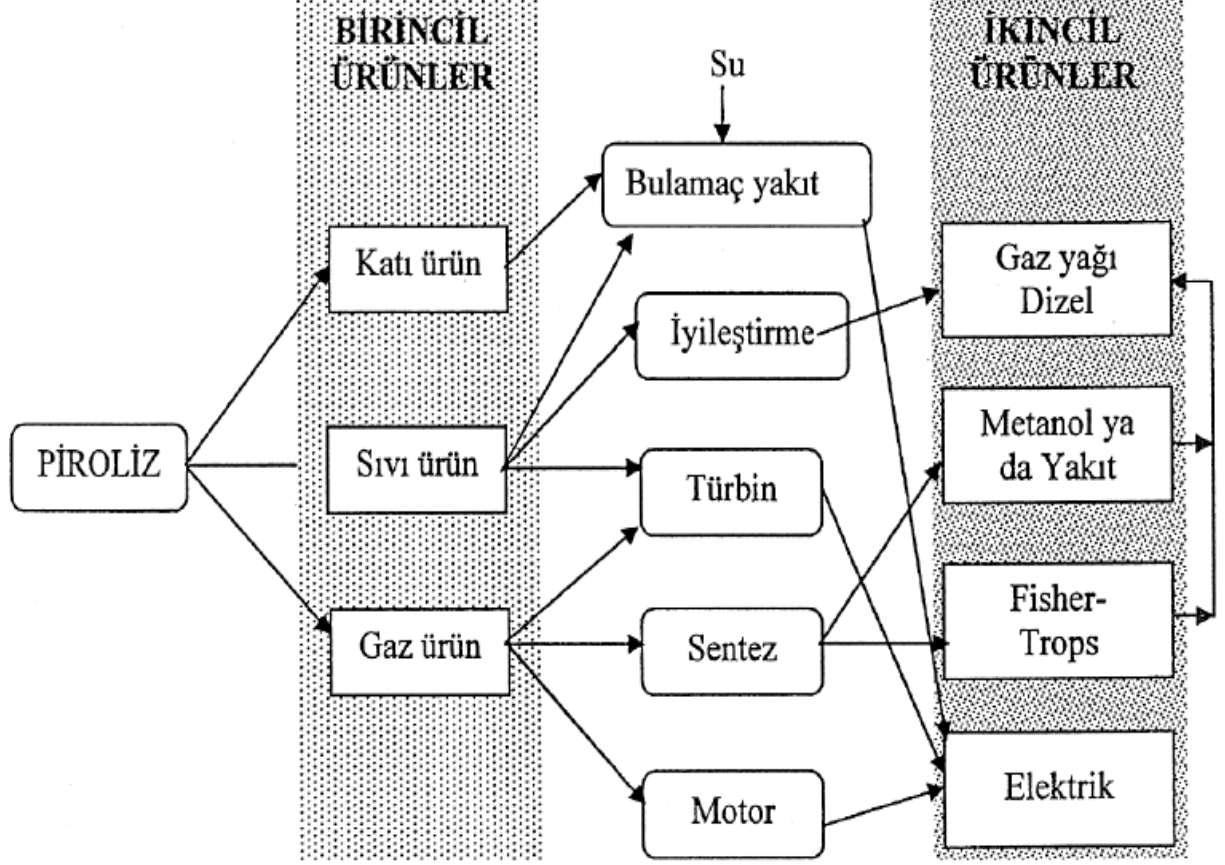 BİRİNCİL
ÜRÜNLER
İKİNCİL
ÜRÜNLER
Su
Bulamaç yakıt
Katı ürün
Gaz yağı
Dizel
İyileştirme
PİROLİZ
Sıvı ürün
Türbin
Metanol ya
da Yakıt
Gaz ürün
Sentez
Fisher-
Trops
Motor
Elektrik